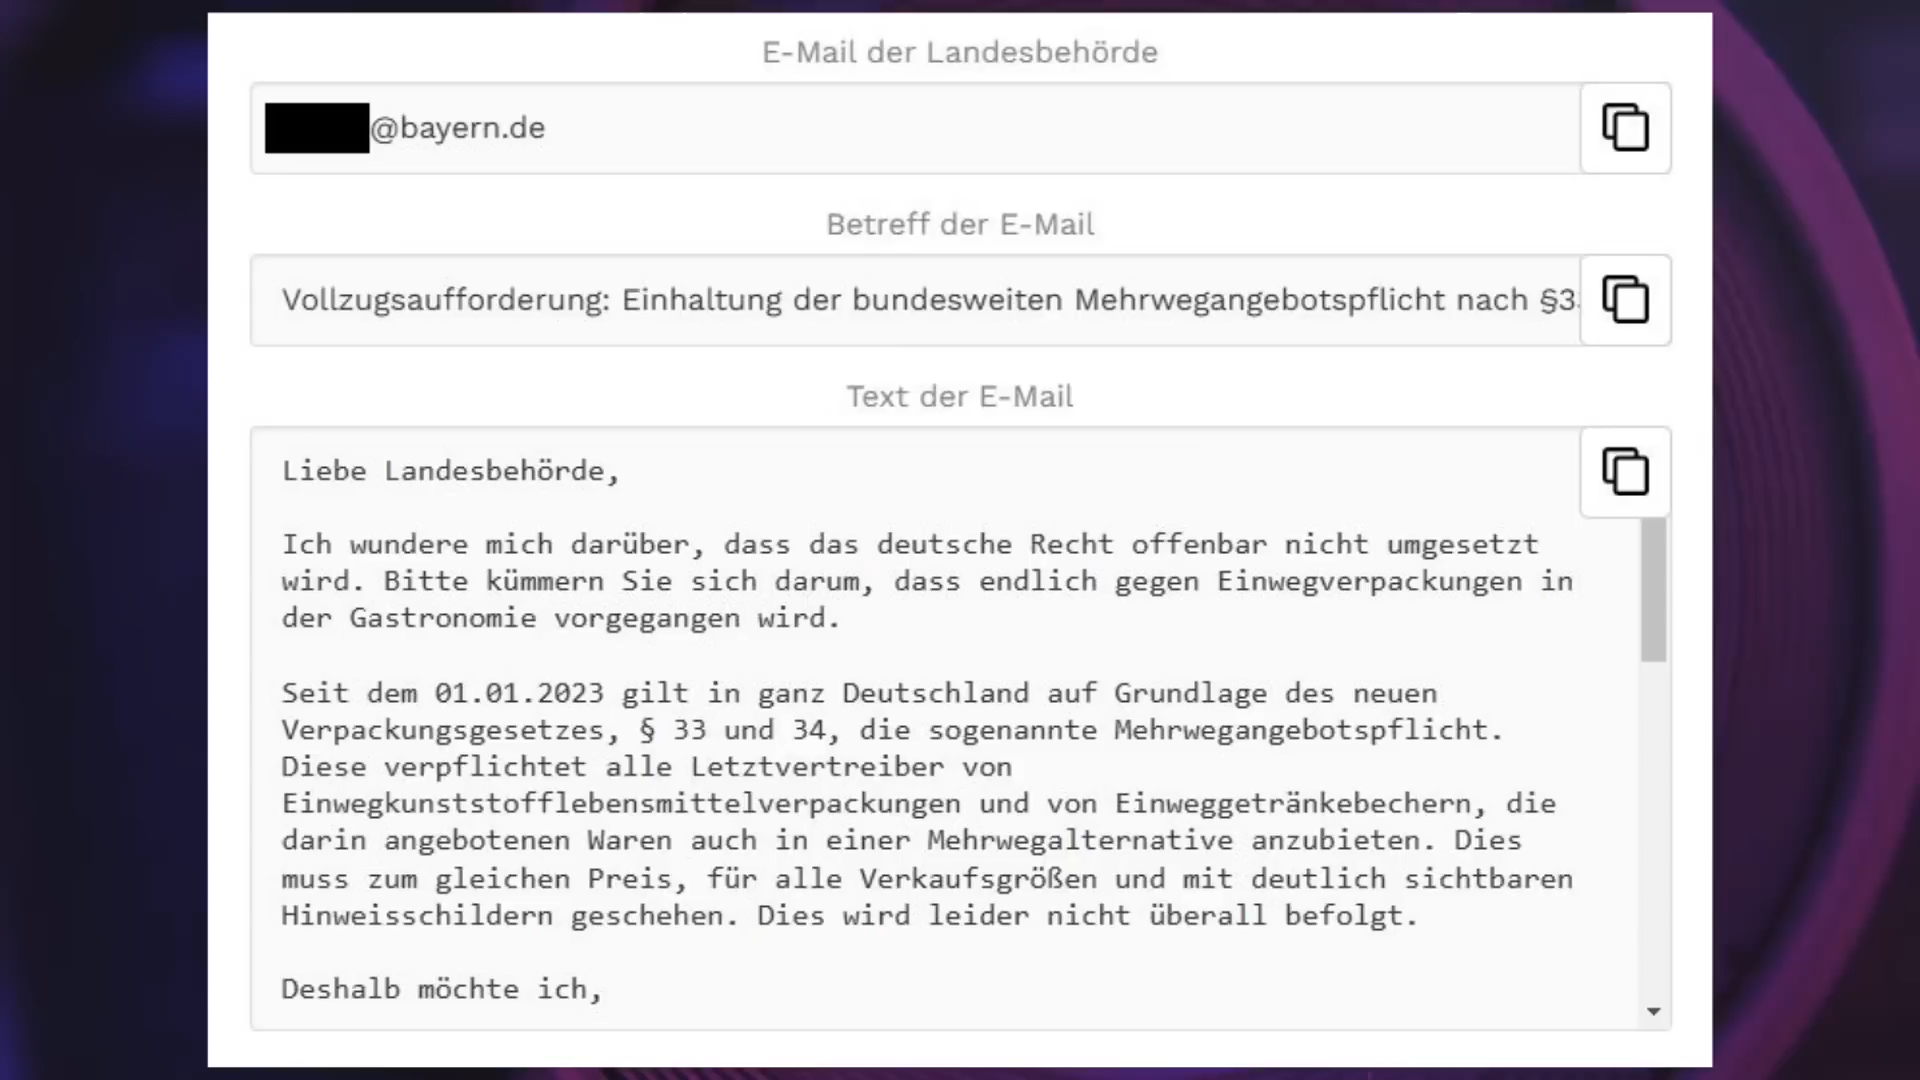 E-Mail der Landesbehörde
@bayern.de
Betreff der E-Mail
Vollzugsaufforderung: Einhaltung der bundesweiten Mehrwegangebotspflicht nach §3
Text der E-Mail
Liebe Landesbehörde,
Ich wundere mich darüber, dass das deutsche Recht offenbar nicht umgesetzt
wird. Bitte kümmern Sie sich darum, dass endlich gegen Einwegverpackungen in
der Gastronomie vorgegangen wird.
Seit dem 01.01.2023 gilt in ganz Deutschland auf Grundlage des neuen
Verpackungsgesetzes, § 33 und 34, die sogenannte Mehrwegangebotspflicht.
Diese verpflichtet alle Letztvertreiber von
Einwegkunststofflebensmittelverpackungen und von Einweggetränkebechern, die
darin angebotenen Waren auch in einer Mehrwegalternative anzubieten. Dies
muss zum gleichen Preis, für alle Verkaufsgrößen und mit deutlich sichtbaren
Hinweisschildern geschehen. Dies wird leider nicht überall befolgt.
Deshalb möchte ich,